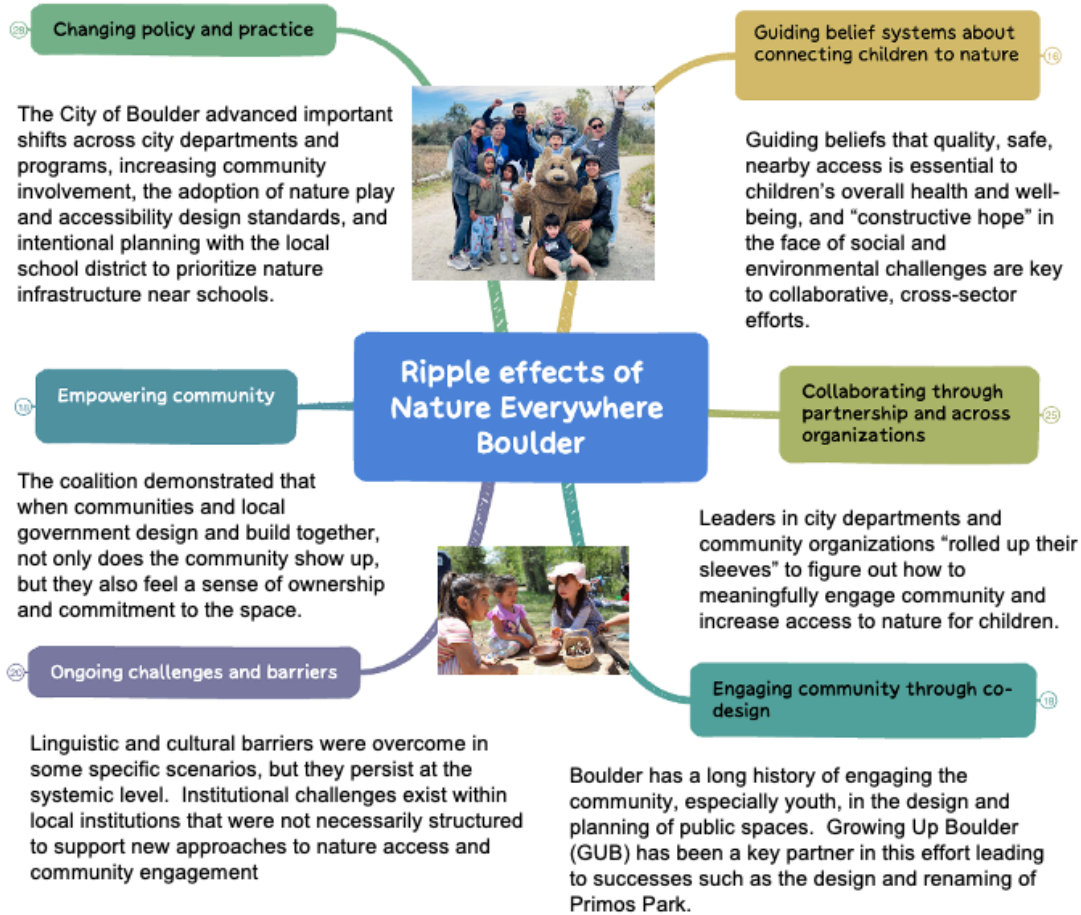 28
Changing policy and practice
The City of Boulder advanced important
shifts across city departments and
programs, increasing community
involvement, the adoption of nature play
and accessibility design standards, and
intentional planning with the local
school district to prioritize nature
infrastructure near schools.
Guiding belief systems about
connecting children to nature
16
Guiding beliefs that quality, safe,
nearby access is essential to
children’s overall health and well-
being, and “constructive hope” in
the face of social and
environmental challenges are key
to collaborative, cross-sector
efforts.
Ripple effects of
Nature Everywhere
Boulder
Empowering community
The coalition demonstrated that
when communities and local
government design and build together,
not only does the community show up,
but they also feel a sense of ownership
and commitment to the space.
Collaborating through
partnership and across
organizations
25
Leaders in city departments and
community organizations “rolled up their
sleeves” to figure out how to
meaningfully engage community and
increase access to nature for children.
20
Ongoing challenges and barriers
Linguistic and cultural barriers were overcome in
some specific scenarios, but they persist at the
systemic level.  Institutional challenges exist within
local institutions that were not necessarily structured
to support new approaches to nature access and
community engagement
Engaging community through co-
design
18
Boulder has a long history of engaging the
community, especially youth, in the design and
planning of public spaces.  Growing Up Boulder
(GUB) has been a key partner in this effort leading
to successes such as the design and renaming of
Primos Park.